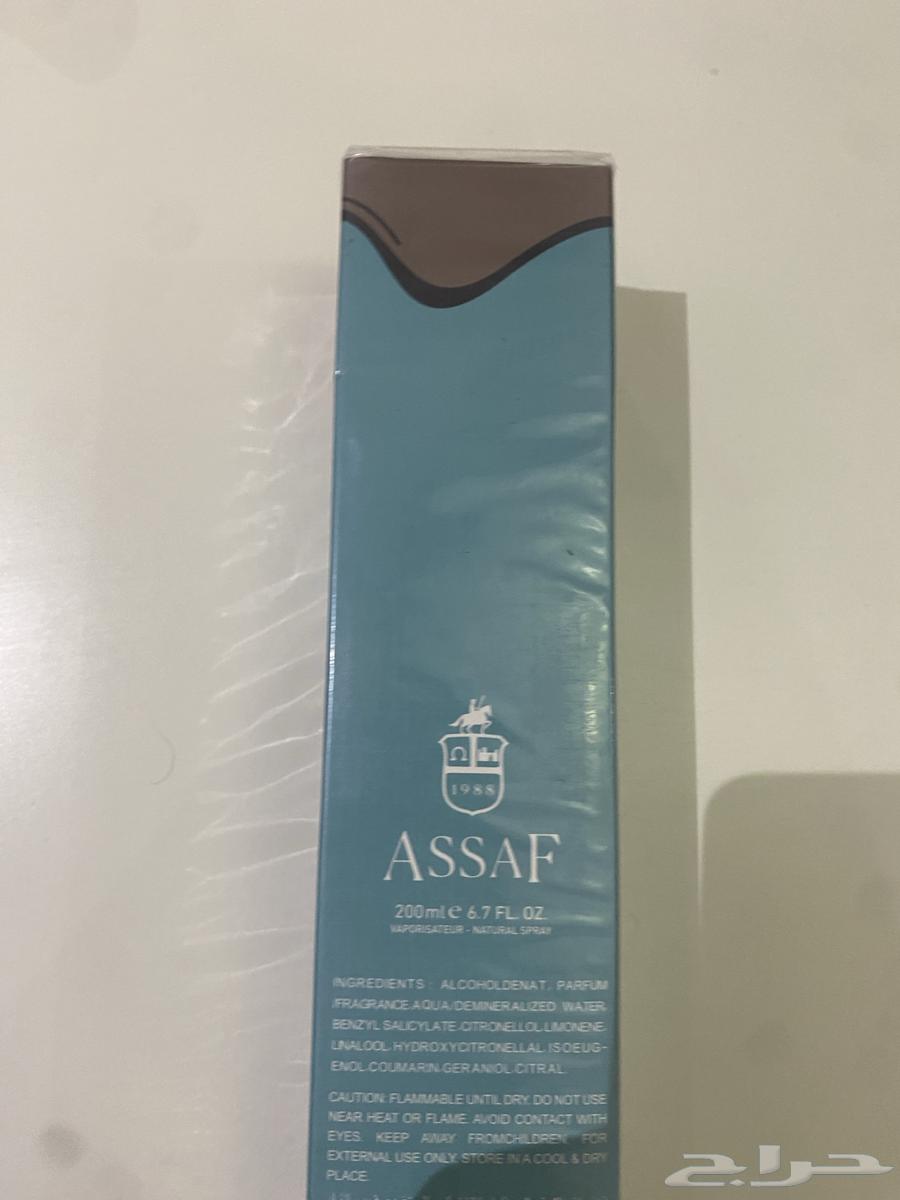 Ω
1988
ASSAF
200ml e 6.7 FL. OZ.
VAPORISATEUR - NATURAL SPRAY
INGREDIENTS : ALCOHOLDENAT, PARFUM
/FRAGRANCE.AQUA/DEMINERALIZED WATER.
BENZYL SALICYLATE.CITRONELLOL.LIMONENE.
LINALOOL. HYDROXYCITRONELLAL. ISOEUG-
ENOL.COUMARIN.GERANIOL.CITRAL.
CAUTION: FLAMMABLE UNTIL DRY. DO NOT USE
NEAR HEAT OR FLAME. AVOID CONTACT WITH
EYES. KEEP AWAY FROMCHILDREN. FOR
EXTERNAL USE ONLY. STORE IN A COOL & DRY
PLACE.
حراج